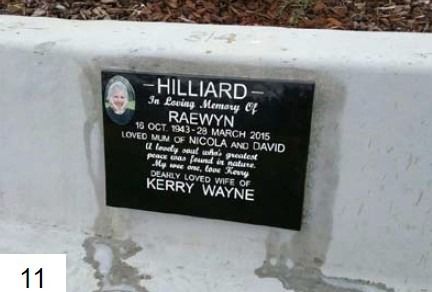 - HILLIARD -
In Loving Memory Of
RAEWYN
16 OCT. 1943 - 28 MARCH 2015
LOVED MUM OF NICOLA AND DAVID
A lovely soul who's greatest
peace was found in nature.
My wee one, love Kerry
DEARLY LOVED WIFE OF
KERRY WAYNE
11